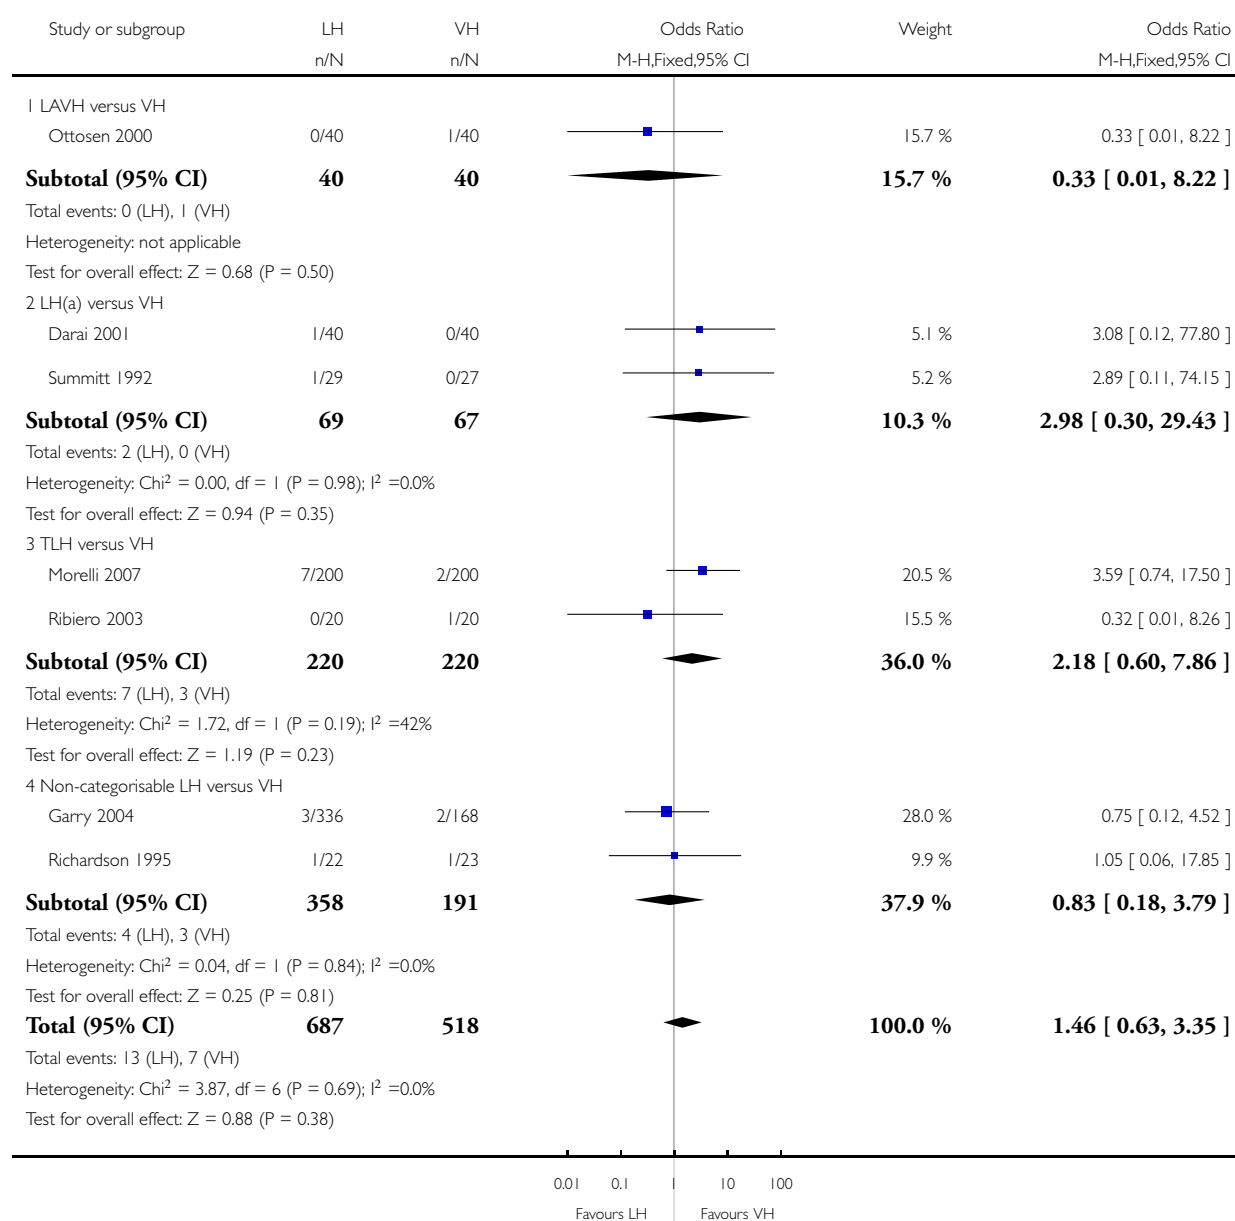 Study or subgroup LH VH Odds Ratio Weight Odds Ratio
n/N n/N M-H,Fixed,95% CI M-H,Fixed,95% CI
1 LAVH versus VH
Ottosen 2000 0/40 1/40 15.7 % 0.33 [ 0.01, 8.22 ]
Subtotal (95% CI) 40 40 15.7 % 0.33 [ 0.01, 8.22 ]
Total events: 0 (LH), 1 (VH)
Heterogeneity: not applicable
Test for overall effect: Z = 0.68 (P = 0.50)
2 LH(a) versus VH
Darai 2001 1/40 0/40 5.1 % 3.08 [ 0.12, 77.80 ]
Summitt 1992 1/29 0/27 5.2 % 2.89 [ 0.11, 74.15 ]
Subtotal (95% CI) 69 67 10.3 % 2.98 [ 0.30, 29.43 ]
Total events: 2 (LH), 0 (VH)
Heterogeneity: Chi² = 0.00, df = 1 (P = 0.98); I² =0.0%
Test for overall effect: Z = 0.94 (P = 0.35)
3 TLH versus VH
Morelli 2007 7/200 2/200 20.5 % 3.59 [ 0.74, 17.50 ]
Ribiero 2003 0/20 1/20 15.5 % 0.32 [ 0.01, 8.26 ]
Subtotal (95% CI) 220 220 36.0 % 2.18 [ 0.60, 7.86 ]
Total events: 7 (LH), 3 (VH)
Heterogeneity: Chi² = 1.72, df = 1 (P = 0.19); I² =42%
Test for overall effect: Z = 1.19 (P = 0.23)
4 Non-categorisable LH versus VH
Garry 2004 3/336 2/168 28.0 % 0.75 [ 0.12, 4.52 ]
Richardson 1995 1/22 1/23 9.9 % 1.05 [ 0.06, 17.85 ]
Subtotal (95% CI) 358 191 37.9 % 0.83 [ 0.18, 3.79 ]
Total events: 4 (LH), 3 (VH)
Heterogeneity: Chi² = 0.04, df = 1 (P = 0.84); I² =0.0%
Test for overall effect: Z = 0.25 (P = 0.81)
Total (95% CI) 687 518 100.0 % 1.46 [ 0.63, 3.35 ]
Total events: 13 (LH), 7 (VH)
Heterogeneity: Chi² = 3.87, df = 6 (P = 0.69); I² =0.0%
Test for overall effect: Z = 0.88 (P = 0.38)
0.01 0.1 1 10 100
Favours LH Favours VH